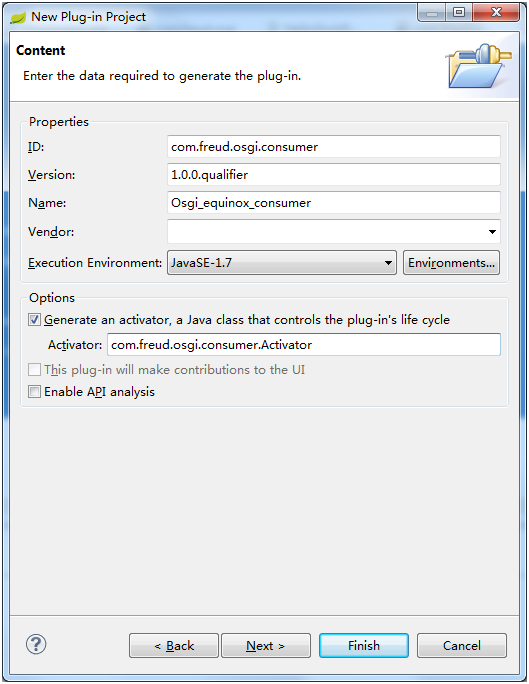 New Plug-in Project
Content
Enter the data required to generate the plug-in.
Properties
ID: com.freud.osgi.consumer
Version: 1.0.0.qualifier
Name: Osgi_equinox_consumer
Vendor:
Execution Environment: JavaSE-1.7 Environments...
Options
Generate an activator, a Java class that controls the plug-in's life cycle
Activator: com.freud.osgi.consumer.Activator
This plug-in will make contributions to the UI
Enable API analysis
? < Back Next > Finish Cancel